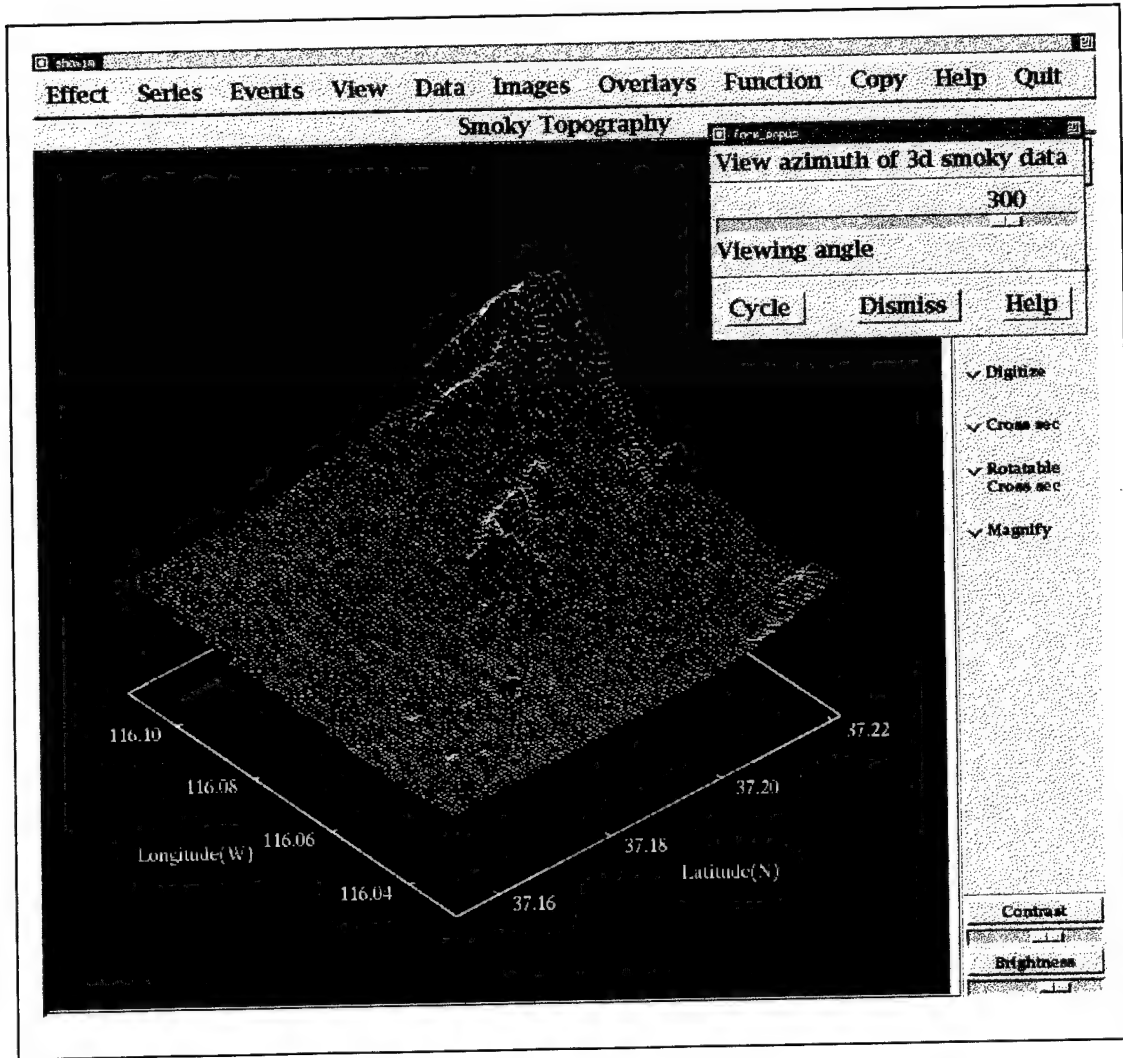 Effect Series Events View Data Images Overlays Function Copy Help Quit
Smoky Topography
View azimuth of 3d smoky data
300
Viewing angle
Cycle Dismiss Help
Digitize
Cross sec
Rotatable
Cross sec
Magnify
116.10
116.08
116.06
116.04
Longitude(W)
37.22
37.20
37.18
37.16
Latitude(N)
Contrast
Brightness